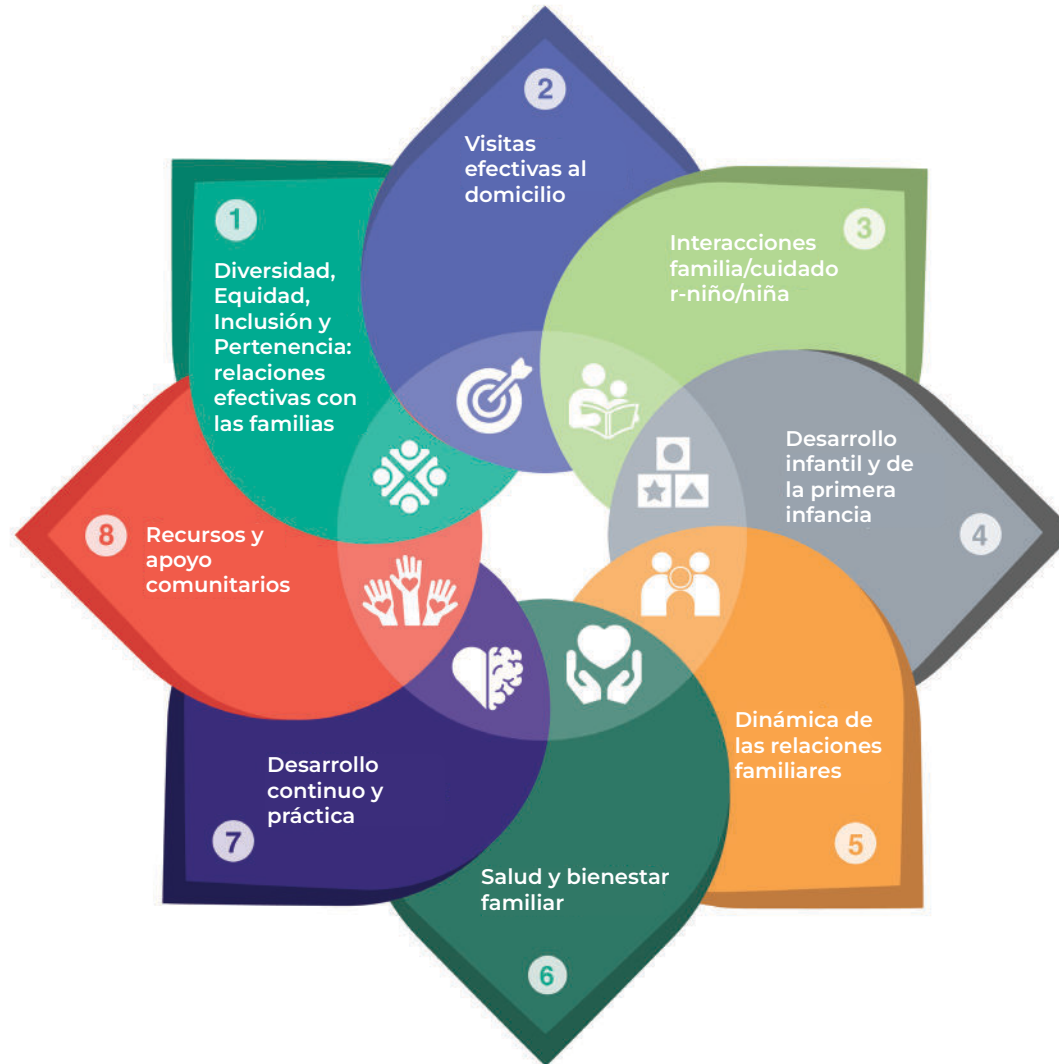 1
Diversidad,
Equidad,
Inclusión y
Pertenencia:
relaciones
efectivas con
las familias
2
Visitas
efectivas al
domicilio
3
Interacciones
familia/cuidado
r-niño/niña
4
Desarrollo
infantil y de
la primera
infancia
5
Dinámica de
las relaciones
familiares
6
Salud y bienestar
familiar
7
Desarrollo
continuo y
práctica
8
Recursos y
apoyo
comunitarios